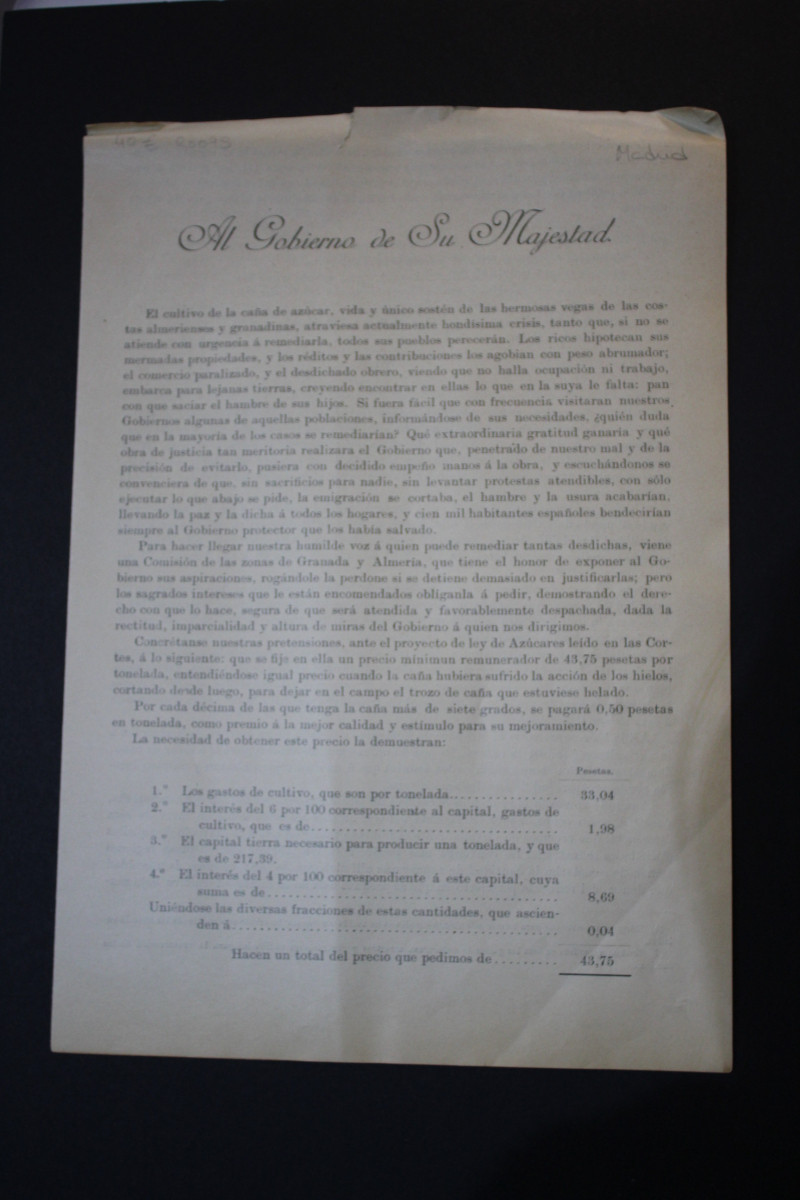 Madrid
Al Gobierno de Su Majestad.
El cultivo de la caña de azúcar, vida y único sostén de las hermosas vegas de las cos-
tas almerienses y granadinas, atraviesa actualmente hondísima crisis, tanto que, si no se
atiende con urgencia á remediarla, todos sus pueblos perecerán. Los ricos hipotecan sus
mermadas propiedades, y los réditos y las contribuciones los agobian con peso abrumador;
el comercio paralizado, y el desdichado obrero, viendo que no halla ocupación ni trabajo,
embarca para lejanas tierras, creyendo encontrar en ellas lo que en la suya le falta: pan
con que saciar el hambre de sus hijos. Si fuera fácil que con frecuencia visitaran nuestros
Gobiernos algunas de aquellas poblaciones, informándose de sus necesidades, ¿quién duda
que en la mayoría de los casos se remediarían? Qué extraordinaria gratitud ganaría y qué
obra de justicia tan meritoria realizara el Gobierno que, penetrado de nuestro mal y de la
precisión de evitarlo, pusiera con decidido empeño manos á la obra, y escuchándonos se
convenciera de que, sin sacrificios para nadie, sin levantar protestas atendibles, con sólo
ejecutar lo que abajo se pide, la emigración se cortaba, el hambre y la usura acabarían,
llevando la paz y la dicha á todos los hogares, y cien mil habitantes españoles bendecirían
siempre al Gobierno protector que los había salvado.
Para hacer llegar nuestra humilde voz á quien puede remediar tantas desdichas, viene
una Comisión de las zonas de Granada y Almería, que tiene el honor de exponer al Go-
bierno sus aspiraciones, rogándole la perdone si se detiene demasiado en justificarlas; pero
los sagrados intereses que le están encomendados obliganla á pedir, demostrando el dere-
cho con que lo hace, segura de que será atendida y favorablemente despachada, dada la
rectitud, imparcialidad y altura de miras del Gobierno á quien nos dirigimos.
Concrétanse nuestras pretensiones, ante el proyecto de ley de Azúcares leído en las Cor-
tes, á lo siguiente: que se fije en ella un precio mínimun remunerador de 43,75 pesetas por
tonelada, entendiéndose igual precio cuando la caña hubiera sufrido la acción de los hielos,
cortando desde luego, para dejar en el campo el trozo de caña que estuviese helado.
Por cada décima de las que tenga la caña más de siete grados, se pagará 0,50 pesetas
en tonelada, como premio á la mejor calidad y estímulo para su mejoramiento.
La necesidad de obtener este precio la demuestran:
Pesetas.
1.º Los gastos de cultivo, que son por tonelada................ 33,04
2.º El interés del 6 por 100 correspondiente al capital, gastos de
cultivo, que es de.................................... 1,98
3.º El capital tierra necesario para producir una tonelada, y que
es de 217,39.
4.º El interés del 4 por 100 correspondiente á este capital, cuya
suma es de.......................................... 8,69
Uniéndose las diversas fracciones de estas cantidades, que ascien-
den á............................................... 0,04
Hacen un total del precio que pedimos de......... 43,75